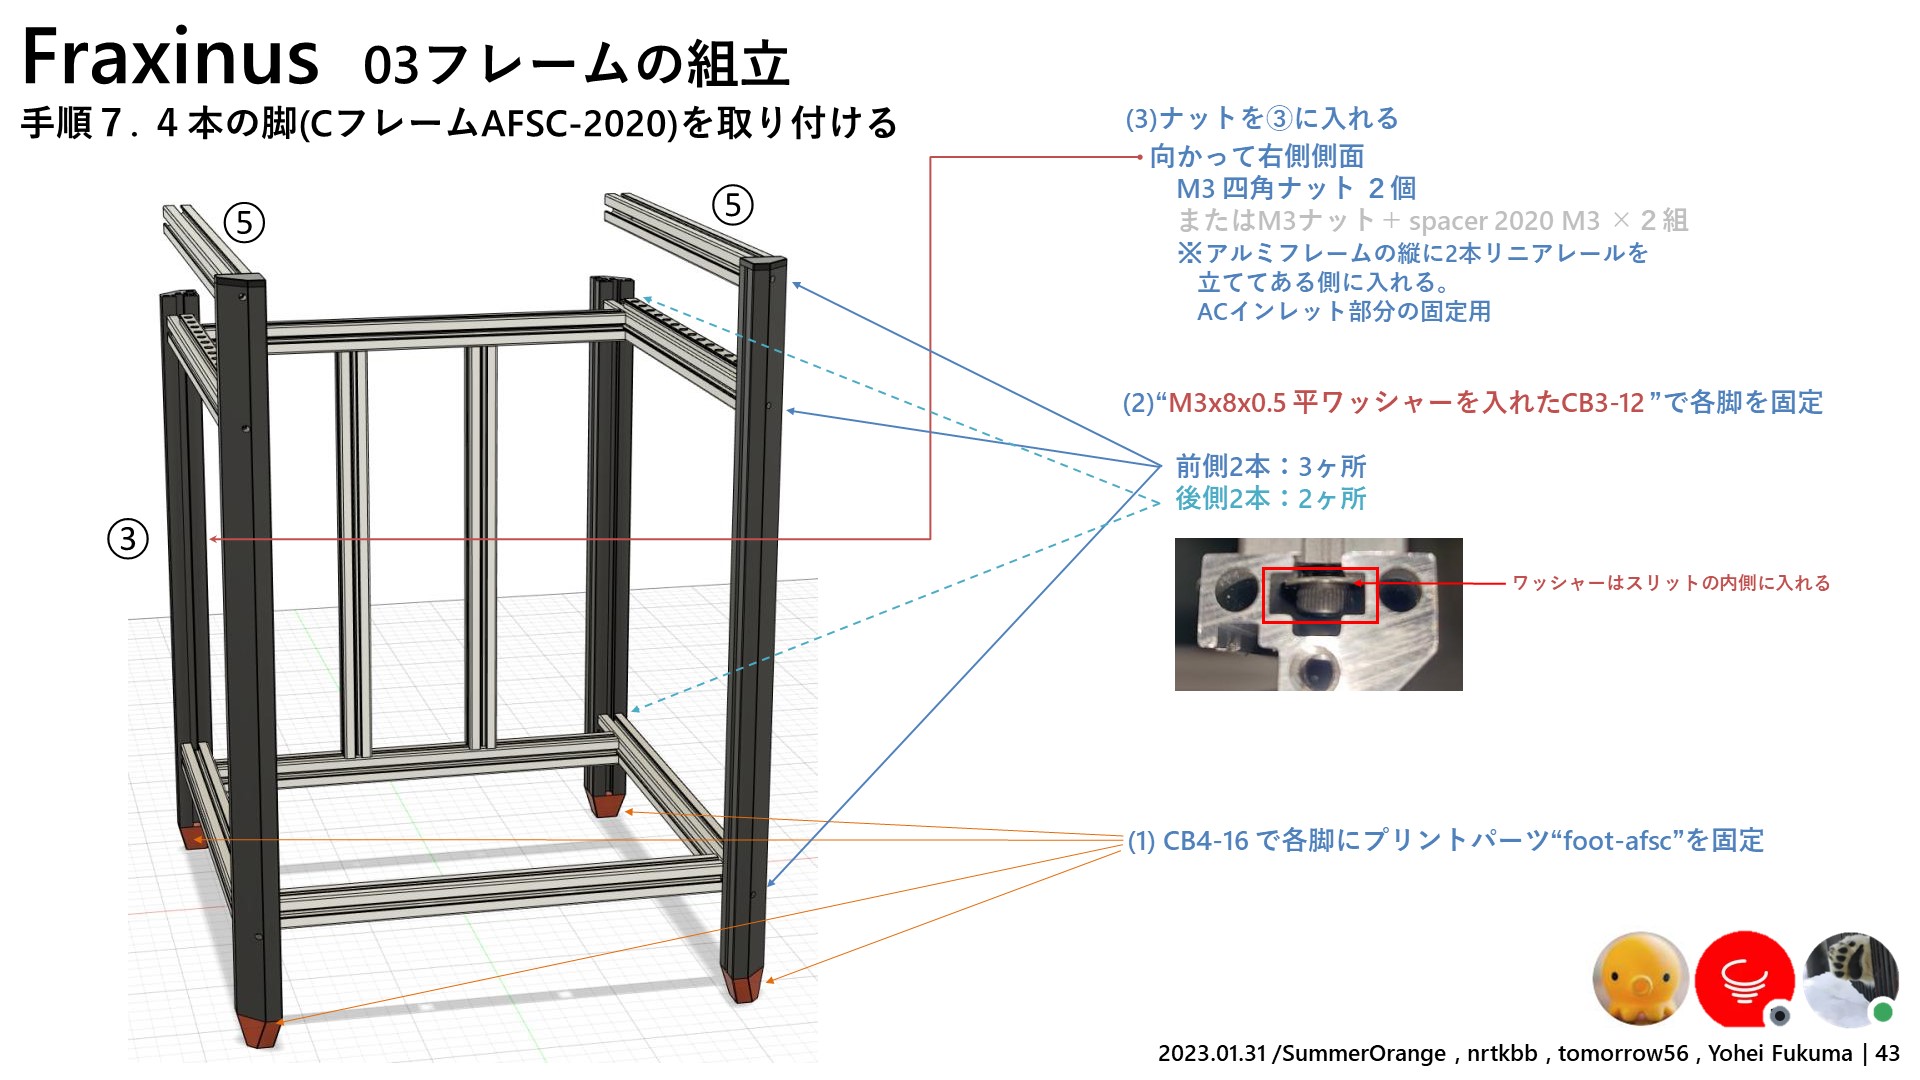 Fraxinus 03フレームの組立
手順７. ４本の脚(CフレームAFSC-2020)を取り付ける
(3)ナットを③に入れる
向かって右側側面
M3 四角ナット ２個
またはM3ナット＋ spacer 2020 M3 × 2 組
※アルミフレームの縦に2本リニアレールを
立ててある側に入れる。
ACインレット部分の固定用
⑤
⑤
(2)“M3x8x0.5 平ワッシャーを入れたCB3-12 ”で各脚を固定
前側2本：3ヶ所
後側2本：2ヶ所
③
ワッシャーはスリットの内側に入れる
(1) CB4-16 で各脚にプリントパーツ“foot-afsc”を固定
2023.01.31 /SummerOrange , nrtkbb , tomorrow56 , Yohei Fukuma | 43